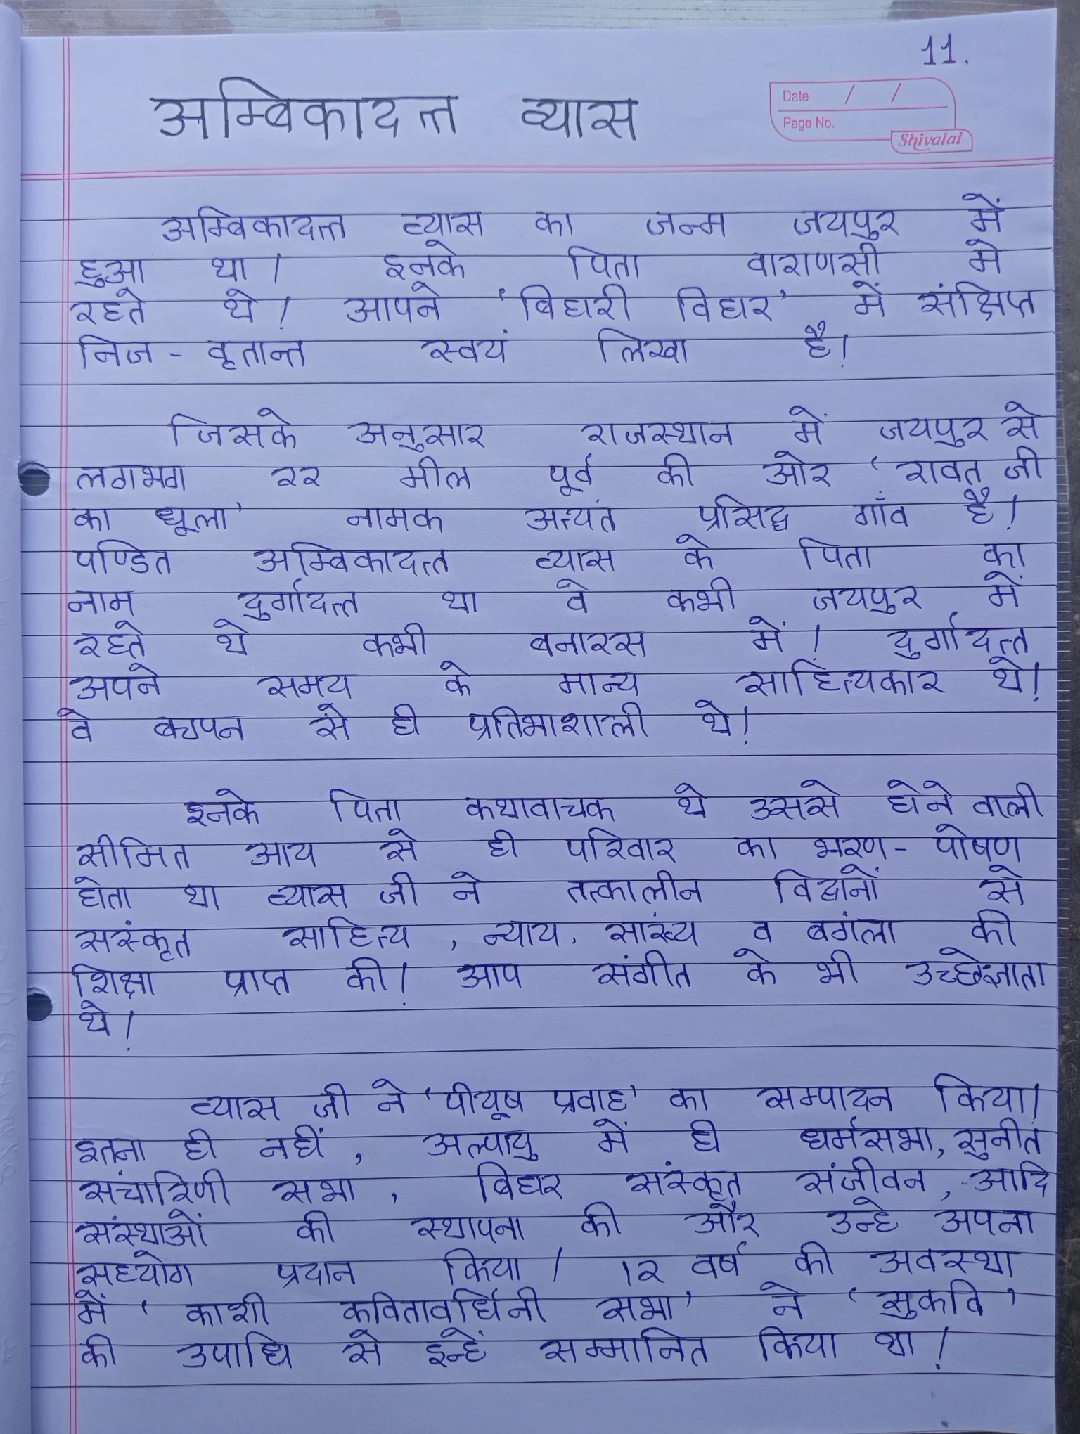 11.
अम्बिकादत्त व्यास
Date / /
Page No.
Shivalal
अम्बिकादत्त व्यास का जन्म जयपुर में
हुआ था। इनके पिता वाराणसी मे
रहते थे। आपने 'बिहारी विहार' में संक्षिप्त
निज - वृतान्त स्वयं लिखा है।
जिसके अनुसार राजस्थान में जयपुर से
लगभग २२ मील पूर्व की ओर 'रावत जी
का धूला' नामक अत्यंत प्रसिद्ध गाँव है।
पण्डित अम्बिकादत्त व्यास के पिता का
नाम दुर्गादत्त था वे कभी जयपुर में
रहते थे कभी बनारस में। दुर्गादत्त
अपने समय के मान्य साहित्यकार थे।
वे बचपन से ही प्रतिभाशाली थे।
इनके पिता कथावाचक थे उससे होने वाली
सीमित आय से ही परिवार का भरण - पोषण
होता था व्यास जी ने तत्कालीन विद्वानों से
सस्ंकृत साहित्य , न्याय, साख्ंय व बगंला की
शिक्षा प्राप्त की। आप संगीत के भी उच्छेज्ञाता
थे।
व्यास जी ने 'पीयूष प्रवाह' का सम्पादन किया।
इतना ही नहीं , अल्पायु में ही धर्मसभा, सुनीतं
संचारिणी सभा , बिहार संस्कृत संजीवन , आदि
संस्थाओं की स्थापना की और उन्हे अपना
सहयोग प्रदान किया । १२ वर्ष की अवस्था
में 'काशी कवितावर्धिनी सभा' ने 'सुकवि'
की उपाधि से इन्हें सम्मानित किया था।